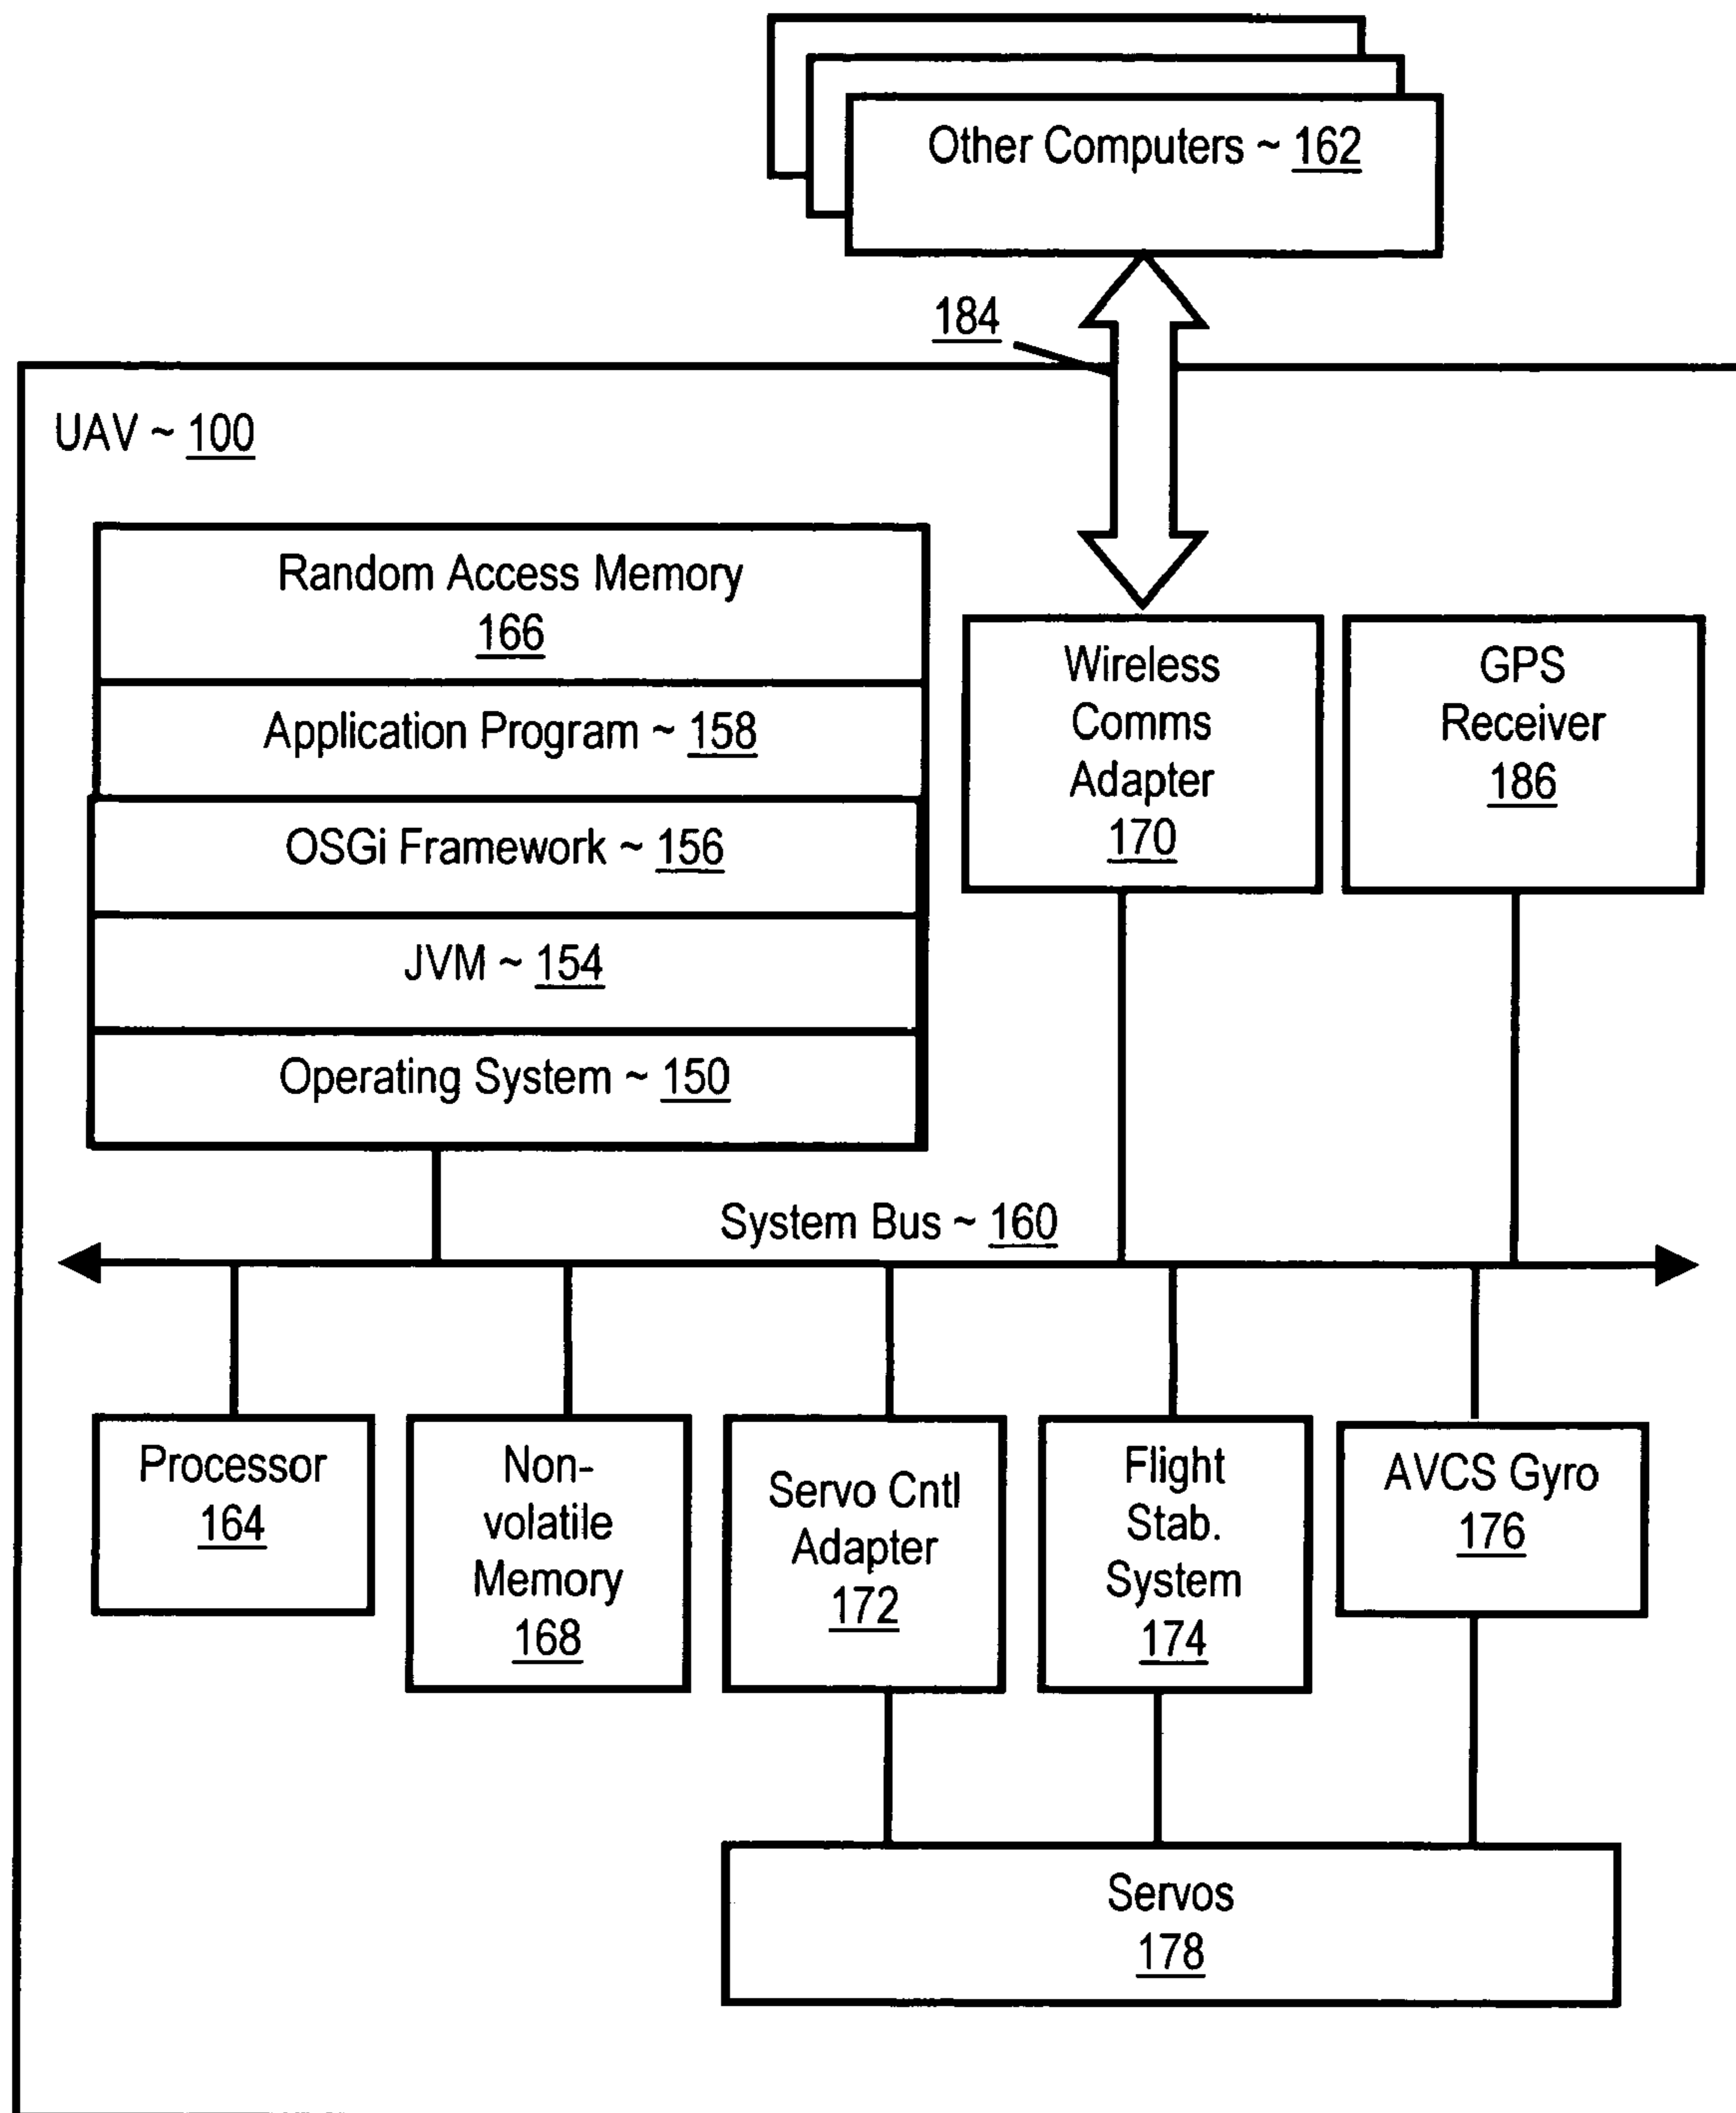 Other Computers ~ 162
184
UAV ~ 100
Random Access Memory
166
Application Program ~ 158
OSGi Framework ~ 156
JVM ~ 154
Operating System ~ 150
Wireless
Comms
Adapter
170
GPS
Receiver
186
System Bus ~ 160
Processor
164
Non-
volatile
Memory
168
Servo Cntl
Adapter
172
Flight
Stab.
System
174
AVCS Gyro
176
Servos
178